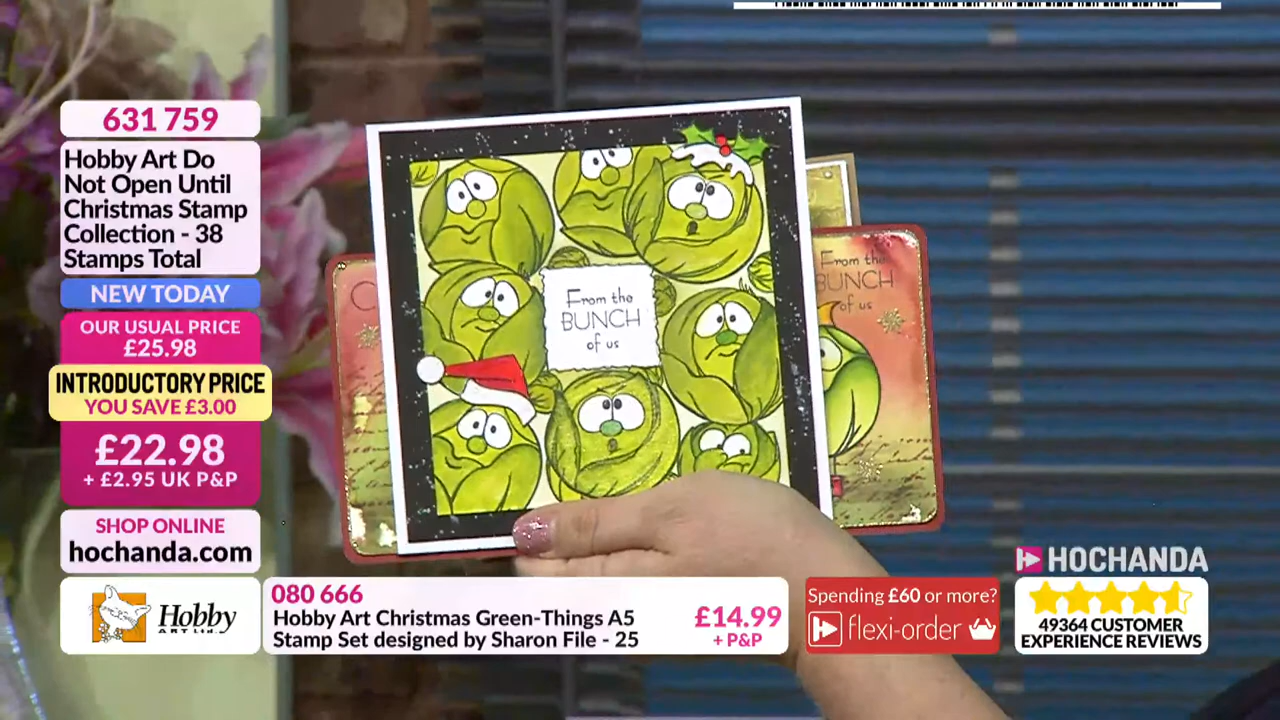 631 759
Hobby Art Do
Not Open Until
Christmas Stamp
Collection - 38
Stamps Total
NEW TODAY
OUR USUAL PRICE
£25.98
INTRODUCTORY PRICE
YOU SAVE £3.00
£22.98
+ £2.95 UK P&P
SHOP ONLINE
hochanda.com
From the
BUNCH
of us
From the
BUNCH
of us
Hobby
ART Ltd.
080 666
Hobby Art Christmas Green-Things A5
Stamp Set designed by Sharon File - 25
£14.99
+ P&P
Spending £60 or more?
flexi-order
HOCHANDA
49364 CUSTOMER
EXPERIENCE REVIEWS